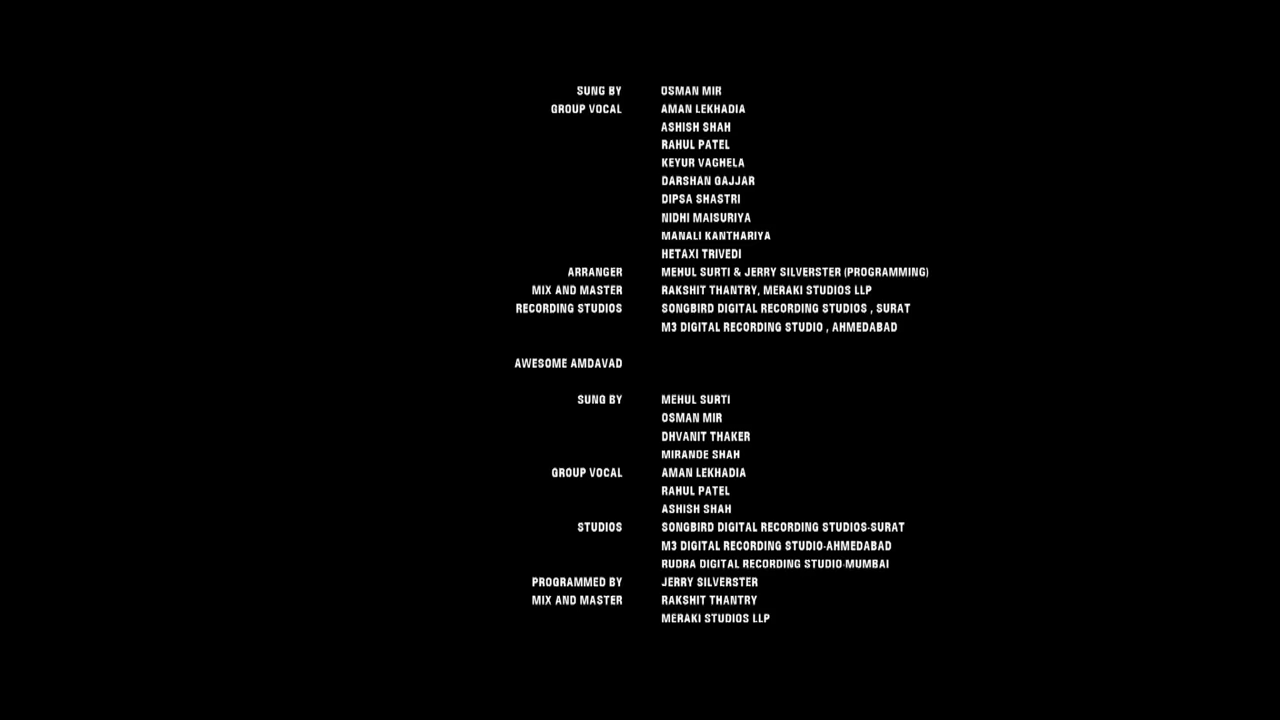 SUNG BY OSMAN MIR
GROUP VOCAL AMAN LEKHADIA
ASHISH SHAH
RAHUL PATEL
KEYUR VAGHELA
DARSHAN GAJJAR
DIPSA SHASTRI
NIDHI MAISURIYA
MANALI KANTHARIYA
HETAXI TRIVEDI
ARRANGER MEHUL SURTI & JERRY SILVERSTER (PROGRAMMING)
MIX AND MASTER RAKSHIT THANTRY, MERAKI STUDIOS LLP
RECORDING STUDIOS SONGBIRD DIGITAL RECORDING STUDIOS , SURAT
M3 DIGITAL RECORDING STUDIO , AHMEDABAD
AWESOME AMDAVAD
SUNG BY MEHUL SURTI
OSMAN MIR
DHVANIT THAKER
MIRANDE SHAH
GROUP VOCAL AMAN LEKHADIA
RAHUL PATEL
ASHISH SHAH
STUDIOS SONGBIRD DIGITAL RECORDING STUDIOS-SURAT
M3 DIGITAL RECORDING STUDIO-AHMEDABAD
RUDRA DIGITAL RECORDING STUDIO-MUMBAI
PROGRAMMED BY JERRY SILVERSTER
MIX AND MASTER RAKSHIT THANTRY
MERAKI STUDIOS LLP